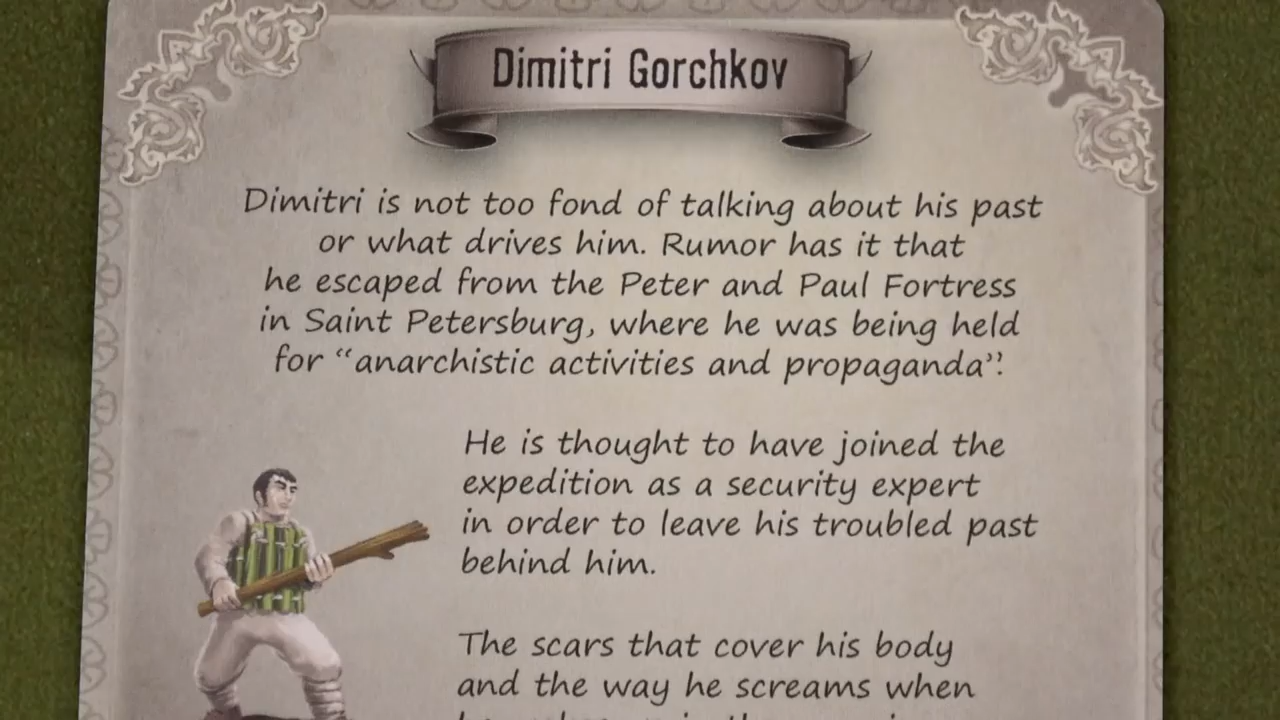 Dimitri Gorchkov
Dimitri is not too fond of talking about his past
or what drives him. Rumor has it that
he escaped from the Peter and Paul Fortress
in Saint Petersburg, where he was being held
for “anarchistic activities and propaganda”.
He is thought to have joined the
expedition as a security expert
in order to leave his troubled past
behind him.
The scars that cover his body
and the way he screams when